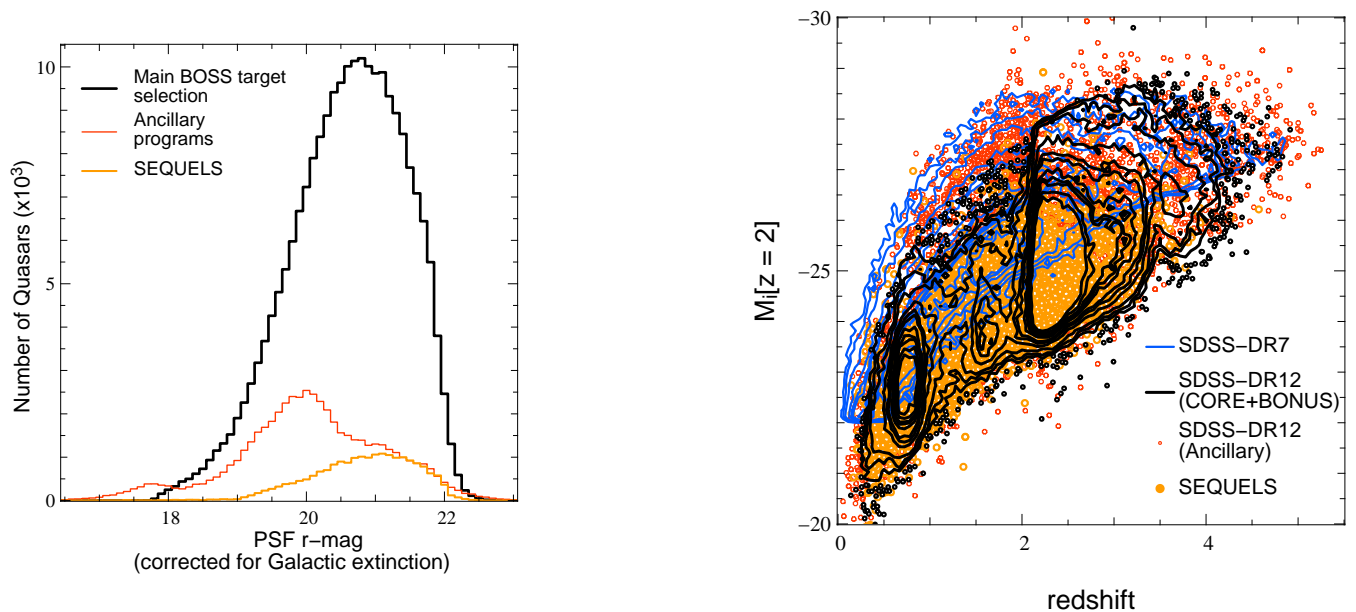 Number of Quasars (x10³)
10
5
0
Main BOSS target
selection
Ancillary
programs
SEQUELS
18
20
22
PSF r−mag
(corrected for Galactic extinction)
Mi[z = 2]
−30
−25
−20
SDSS−DR7
SDSS−DR12
(CORE+BONUS)
SDSS−DR12
(Ancillary)
SEQUELS
0
2
4
redshift